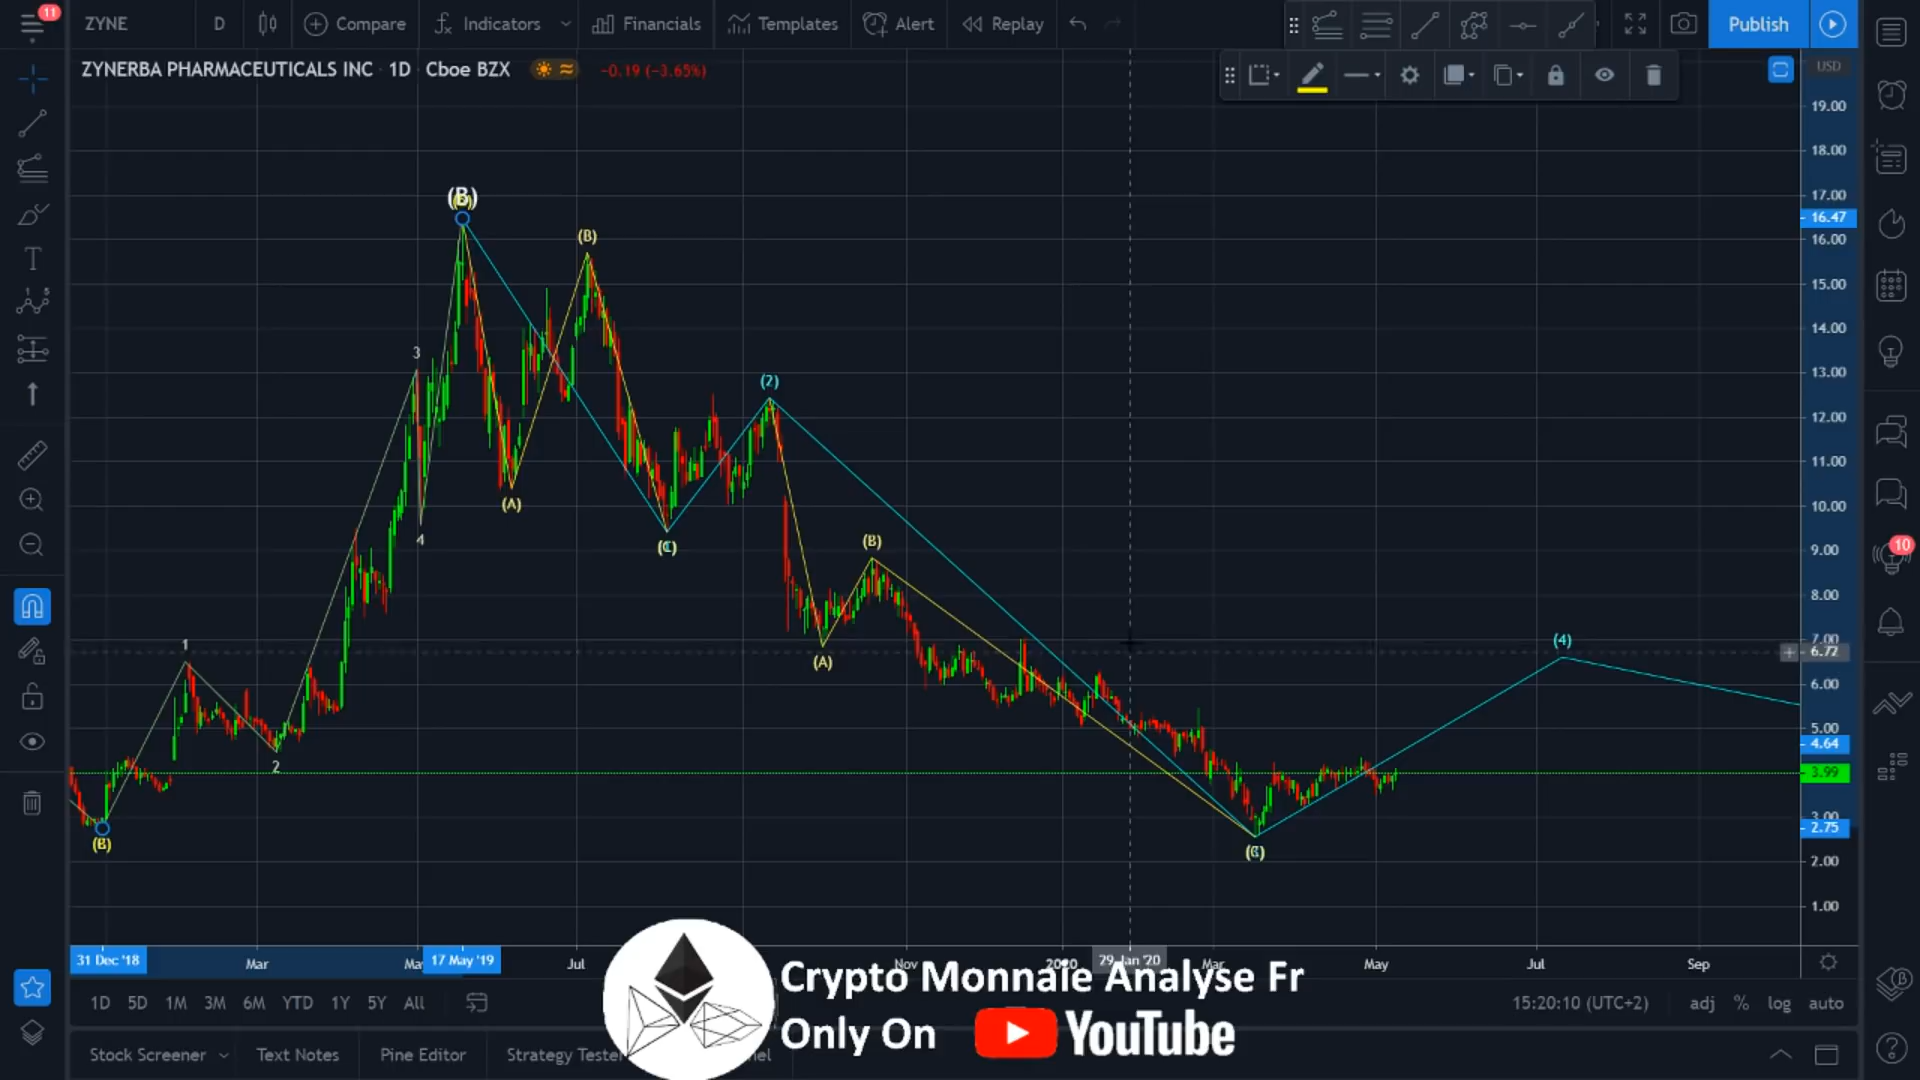 11
ZYNE
D
Compare
Indicators
Financials
Templates
Alert
Replay
Publish
ZYNERBA PHARMACEUTICALS INC 1D Cboe BZX
-0.19 (-3.65%)
USD
19.00
18.00
17.00
16.47
16.00
15.00
14.00
13.00
12.00
11.00
10.00
9.00
8.00
7.00
6.72
6.00
5.00
4.64
3.99
3.00
2.75
2.00
1.00
10
(B)
(B)
3
(2)
(A)
4
(B)
1
(A)
(4)
2
(B)
31 Dec '18
Mar
17 May '19
Jul
Nov
2020
29 Jan '20
Mar
May
Jul
Sep
Crypto Monnaie Analyse Fr
Only On YouTube
1D 5D 1M 3M 6M YTD 1Y 5Y All
15:20:10 (UTC+2)
adj % log auto
Stock Screener
Text Notes
Pine Editor
Strategy Tester